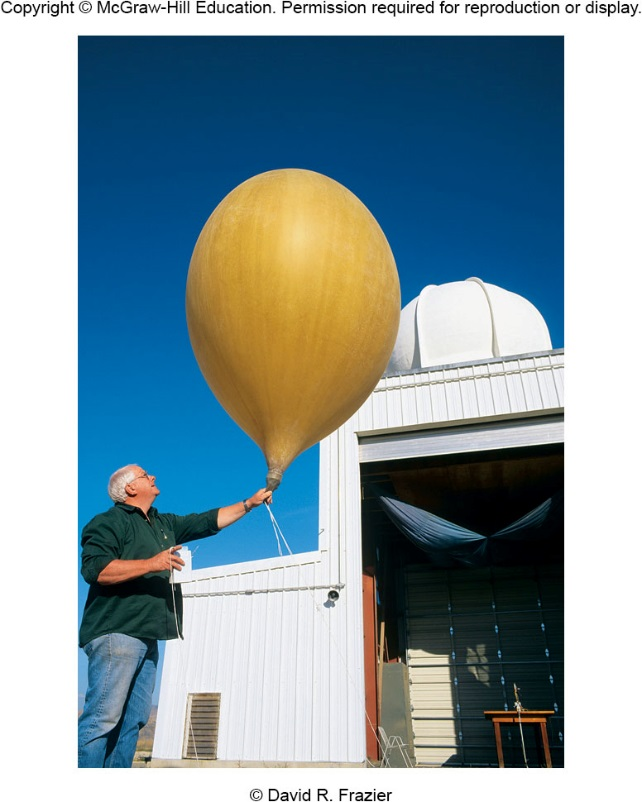 Copyright © McGraw-Hill Education. Permission required for reproduction or display.
© David R. Frazier